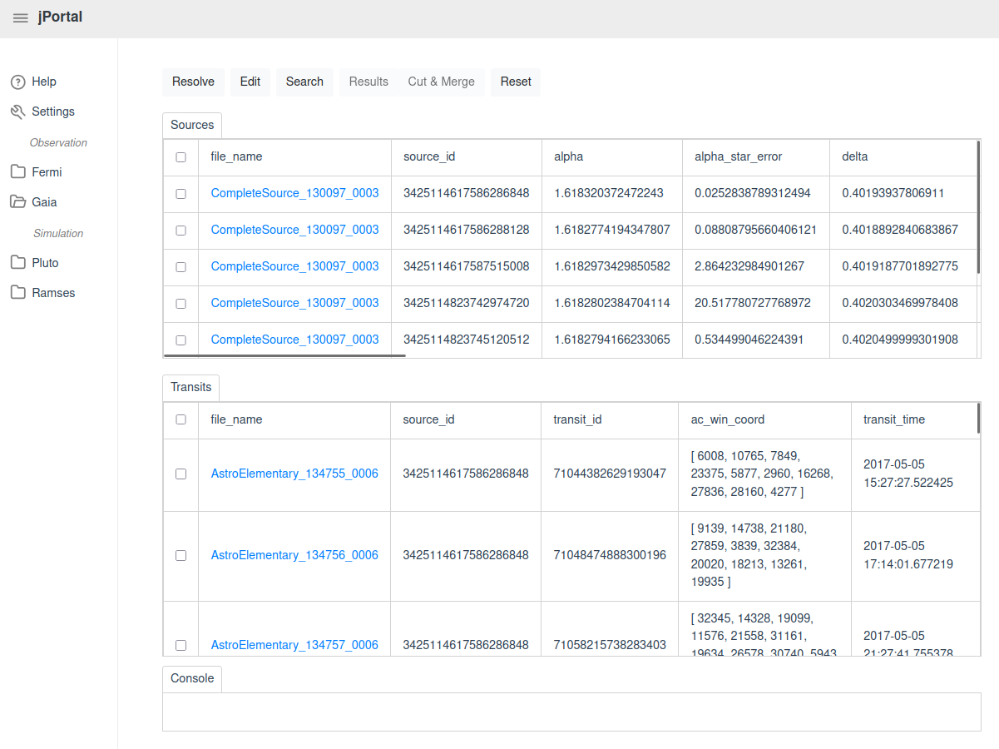 jPortal
Help
Settings
Observation
Fermi
Gaia
Simulation
Pluto
Ramses
Resolve Edit Search Results Cut & Merge Reset
Sources
file_name source_id alpha alpha_star_error delta
CompleteSource_130097_0003 3425114617586286848 1.618320372472243 0.0252838789312494 0.40193937806911
CompleteSource_130097_0003 3425114617586288128 1.6182774194347807 0.08808795660406121 0.4018892840683867
CompleteSource_130097_0003 3425114617587515008 1.6182973429850582 2.864232984901267 0.4019187701892775
CompleteSource_130097_0003 3425114823742974720 1.6182802384704114 20.517780727768972 0.4020303469978408
CompleteSource_130097_0003 3425114823745120512 1.6182794166233065 0.534499046224391 0.4020499999301908
Transits
file_name source_id transit_id ac_win_coord transit_time
AstroElementary_134755_0006 3425114617586286848 71044382629193047
[ 6008, 10765, 7849,
23375, 5877, 2960, 16268,
27836, 28160, 4277 ]
2017-05-05
15:27:27.522425
AstroElementary_134756_0006 3425114617586286848 71048474888300196
[ 9139, 14738, 21180,
27859, 3839, 32384,
20020, 18213, 13261,
19935 ]
2017-05-05
17:14:01.677219
AstroElementary_134757_0006 3425114617586286848 71058215738283403
[ 32345, 14328, 19099,
11576, 21558, 31161,
19634, 26578, 30740, 5943
2017-05-05
21:27:41.755378
Console